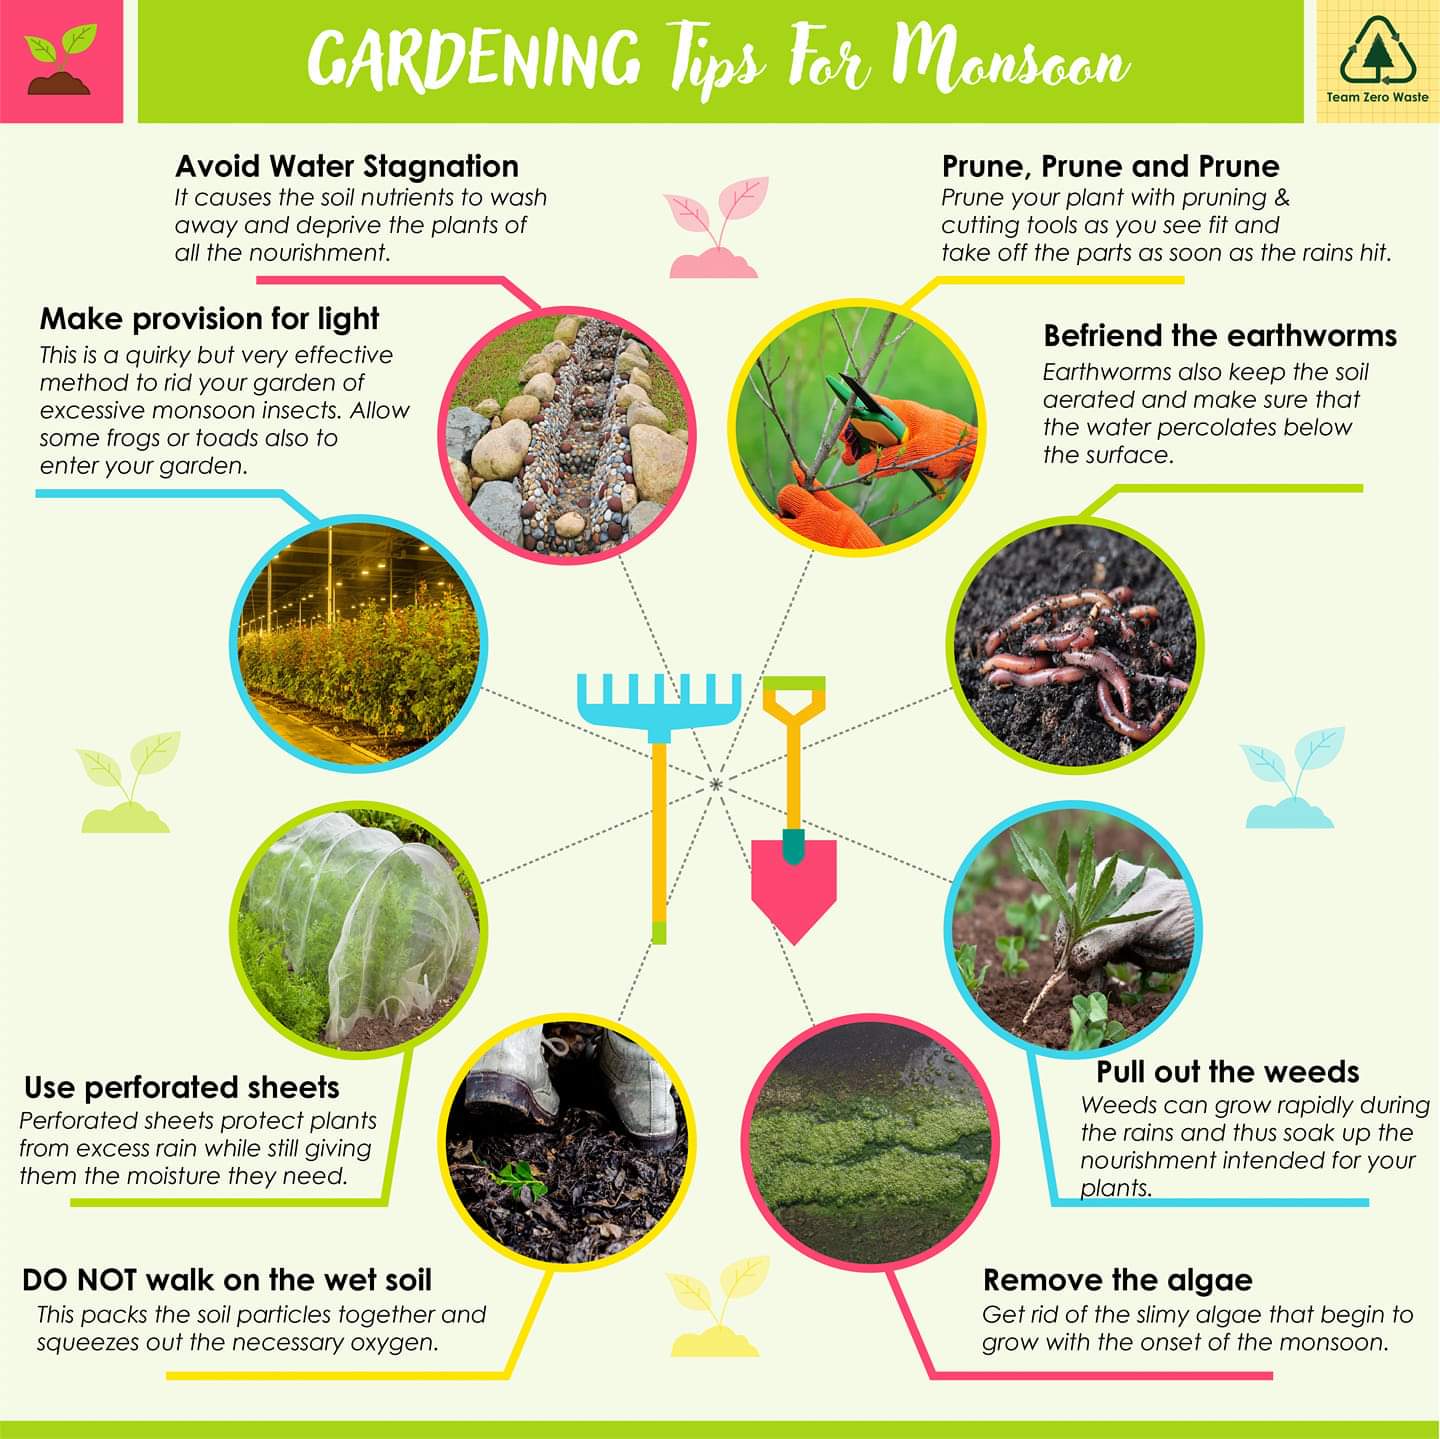 GARDENING Tips For Monsoon
Team Zero Waste
Avoid Water Stagnation
It causes the soil nutrients to wash
away and deprive the plants of
all the nourishment.
Prune, Prune and Prune
Prune your plant with pruning &
cutting tools as you see fit and
take off the parts as soon as the rains hit.
Make provision for light
This is a quirky but very effective
method to rid your garden of
excessive monsoon insects. Allow
some frogs or toads also to
enter your garden.
Befriend the earthworms
Earthworms also keep the soil
aerated and make sure that
the water percolates below
the surface.
Use perforated sheets
Perforated sheets protect plants
from excess rain while still giving
them the moisture they need.
Pull out the weeds
Weeds can grow rapidly during
the rains and thus soak up the
nourishment intended for your
plants.
DO NOT walk on the wet soil
This packs the soil particles together and
squeezes out the necessary oxygen.
Remove the algae
Get rid of the slimy algae that begin to
grow with the onset of the monsoon.